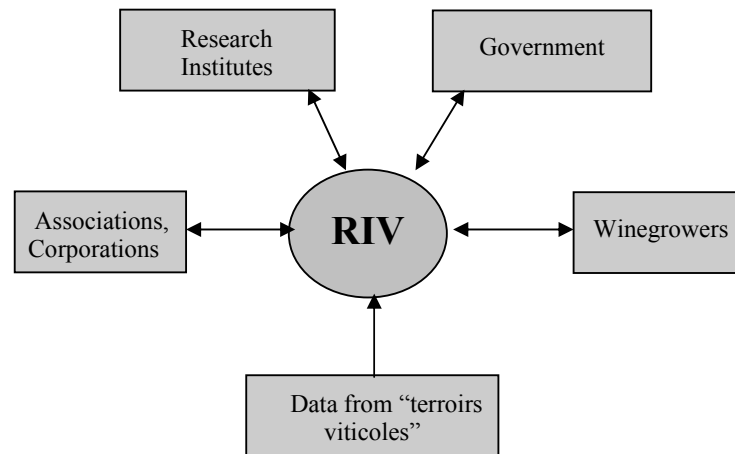 Research
Institutes
Government
Associations,
Corporations
RIV
Winegrowers
Data from “terroirs
viticoles”